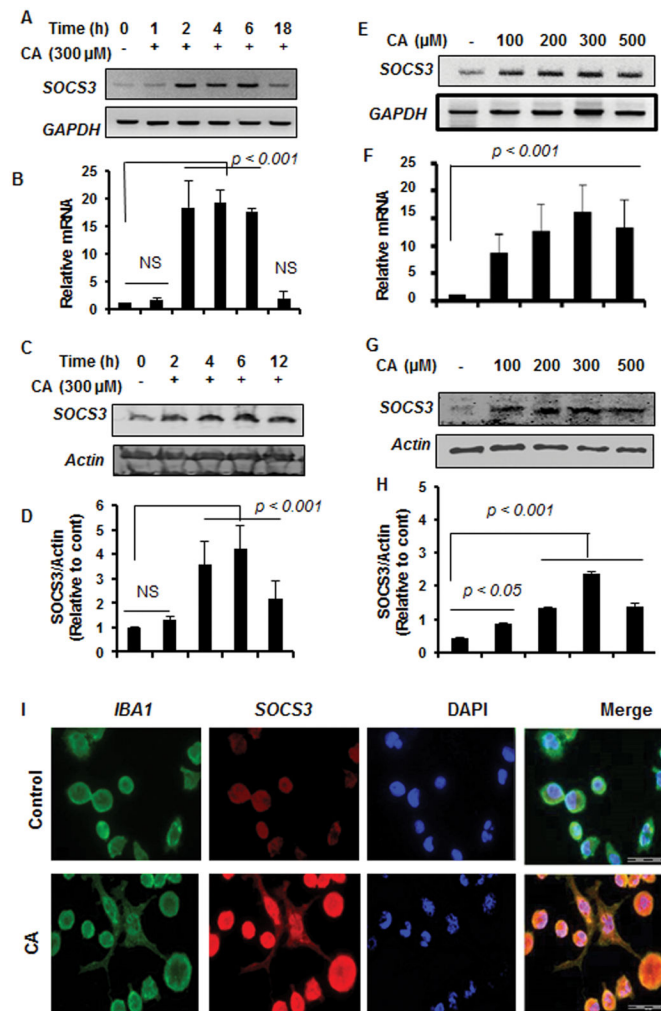 A
Time (h) 0 1 2 4 6 18
CA (300 µM) - + + + + +
SOCS3
GAPDH
B
p < 0.001
Relative mRNA
25
20
15
10
5
0
NS
NS
C
Time (h) 0 2 4 6 12
CA (300 µM) - + + + +
SOCS3
Actin
D
p < 0.001
SOCS3/Actin
(Relative to cont)
6
5
4
3
2
1
0
NS
E
CA (µM) - 100 200 300 500
SOCS3
GAPDH
F
p < 0.001
Relative mRNA
25
20
15
10
5
0
G
CA (µM) - 100 200 300 500
SOCS3
Actin
H
p < 0.001
p < 0.05
SOCS3/Actin
(Relative to cont)
5
4
3
2
1
0
I
IBA1 SOCS3 DAPI Merge
Control
CA